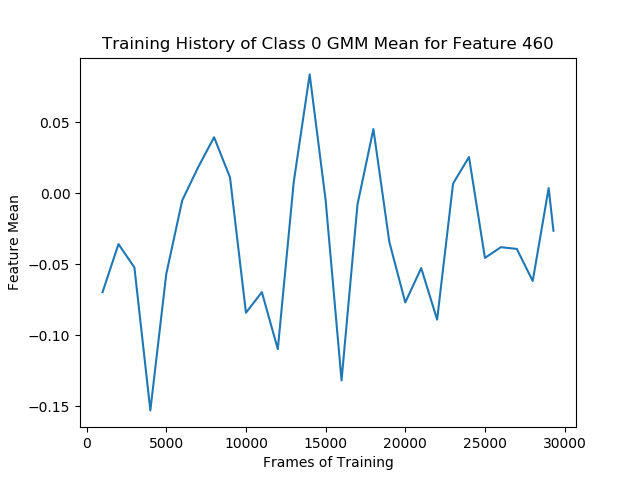 Training History of Class 0 GMM Mean for Feature 460
Feature Mean
0.05
0.00
−0.05
−0.10
−0.15
0 5000 10000 15000 20000 25000 30000
Frames of Training